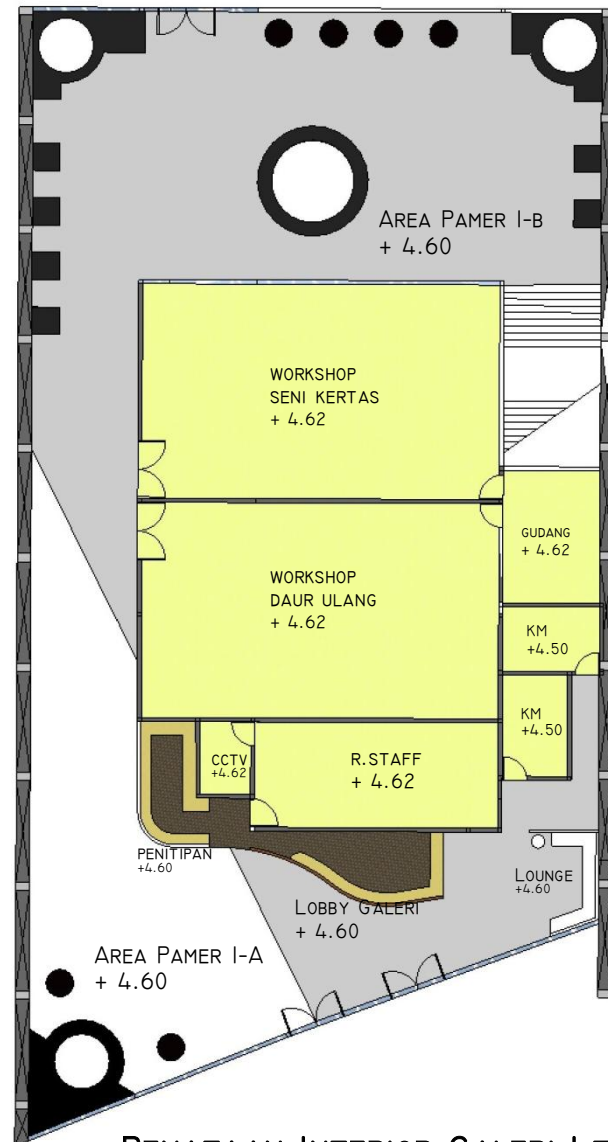 AREA PAMER I-B
+ 4.60
WORKSHOP
SENI KERTAS
+ 4.62
GUDANG
+ 4.62
WORKSHOP
DAUR ULANG
+ 4.62
KM
+4.50
KM
+4.50
CCTV
+4.62
R.STAFF
+ 4.62
PENITIPAN
+4.60
LOUNGE
+4.60
LOBBY GALERI
+ 4.60
AREA PAMER I-A
+ 4.60
INTERIOR GALERI